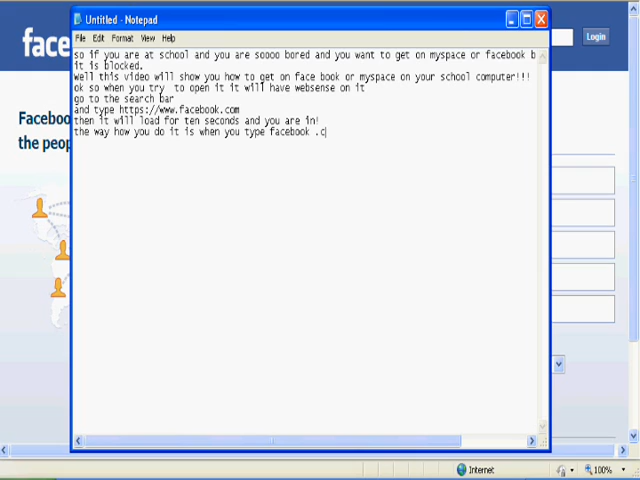 Untitled - Notepad
File Edit Format View Help
so if you are at school and you are soooo bored and you want to get on myspace or facebook b
it is blocked.
Well this video will show you how to get on face book or myspace on your school computer!!!
ok so when you try  to open it it will have websense on it
go to the search bar
and type https://www.facebook.com
then it will load for ten seconds and you are in!
the way how you do it is when you type facebook .c
face
Login
Faceboo
the peop
Internet
100%